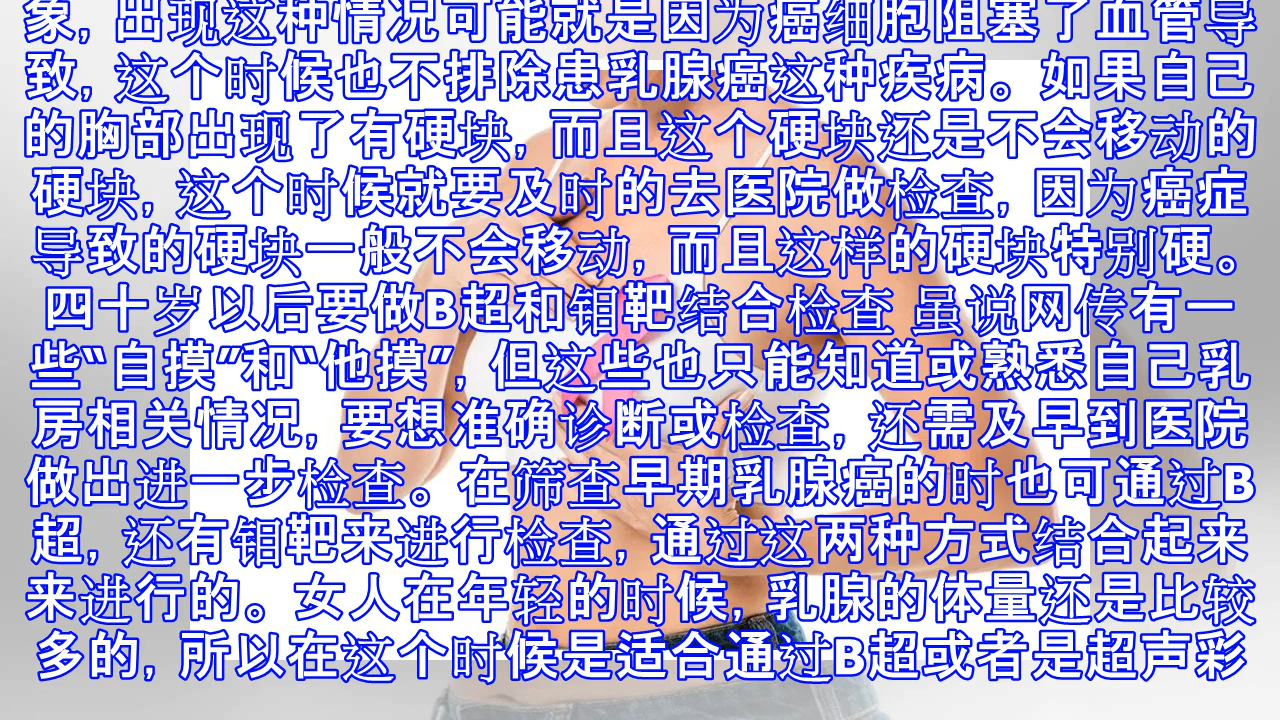 象, 出现这种情况可能就是因为癌细胞阻塞了血管导
致, 这个时候也不排除患乳腺癌这种疾病。如果自己
的胸部出现了有硬块, 而且这个硬块还是不会移动的
硬块, 这个时候就要及时的去医院做检查, 因为癌症
导致的硬块一般不会移动, 而且这样的硬块特别硬。
四十岁以后要做B超和钼靶结合检查 虽说网传有一
些“自摸”和“他摸”, 但这些也只能知道或熟悉自己乳
房相关情况, 要想准确诊断或检查, 还需及早到医院
做出进一步检查。在筛查早期乳腺癌的时也可通过B
超, 还有钼靶来进行检查, 通过这两种方式结合起来
来进行的。女人在年轻的时候, 乳腺的体量还是比较
多的, 所以在这个时候是适合通过B超或者是超声彩